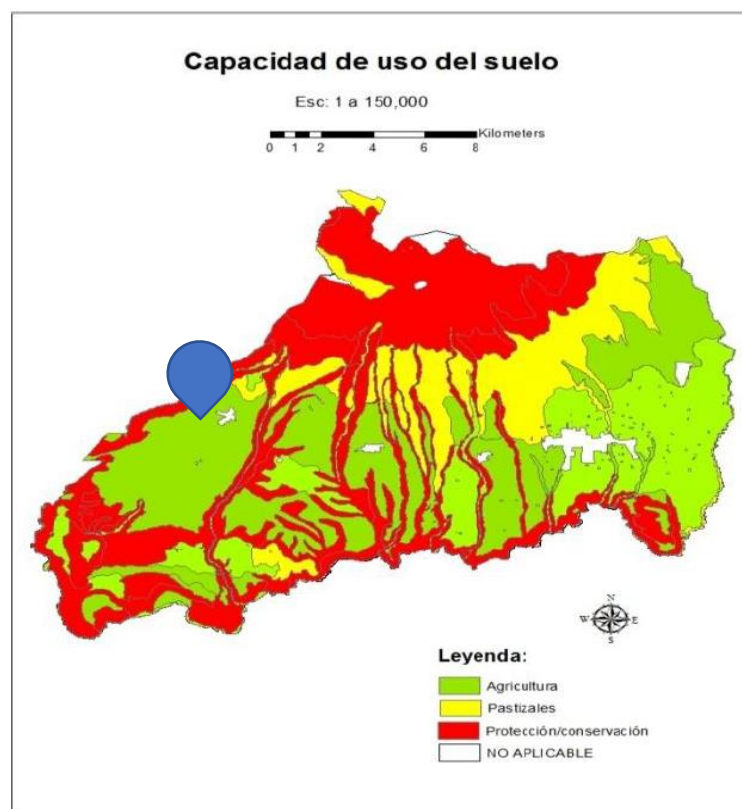 Capacidad de uso del suelo
Esc: 1 a 150,000
Kilometers
0 1 2 4 6 8
N
W E
S
Leyenda:
Agricultura
Pastizales
Protección/conservación
NO APLICABLE